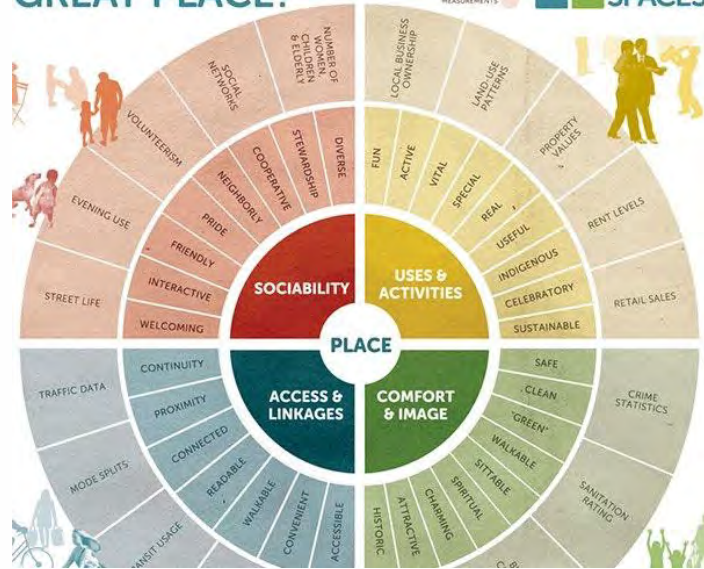 GREAT PLACE?
MEASUREMENTS
SPACES
NUMBER OF
WOMEN,
CHILDREN
& ELDERLY
SOCIAL
NETWORKS
VOLUNTEERISM
EVENING USE
STREET LIFE
LOCAL BUSINESS
OWNERSHIP
LAND-USE
PATTERNS
PROPERTY
VALUES
RENT LEVELS
RETAIL SALES
DIVERSE
STEWARDSHIP
COOPERATIVE
NEIGHBORLY
PRIDE
FRIENDLY
INTERACTIVE
WELCOMING
FUN
ACTIVE
VITAL
SPECIAL
REAL
USEFUL
INDIGENOUS
CELEBRATORY
SUSTAINABLE
SOCIABILITY
USES &
ACTIVITIES
PLACE
ACCESS &
LINKAGES
COMFORT
& IMAGE
CONTINUITY
PROXIMITY
CONNECTED
READABLE
WALKABLE
CONVENIENT
ACCESSIBLE
SAFE
CLEAN
"GREEN"
WALKABLE
SITTABLE
SPIRITUAL
CHARMING
ATTRACTIVE
HISTORIC
TRAFFIC DATA
MODE SPLITS
TRANSIT USAGE
CRIME
STATISTICS
SANITATION
RATING